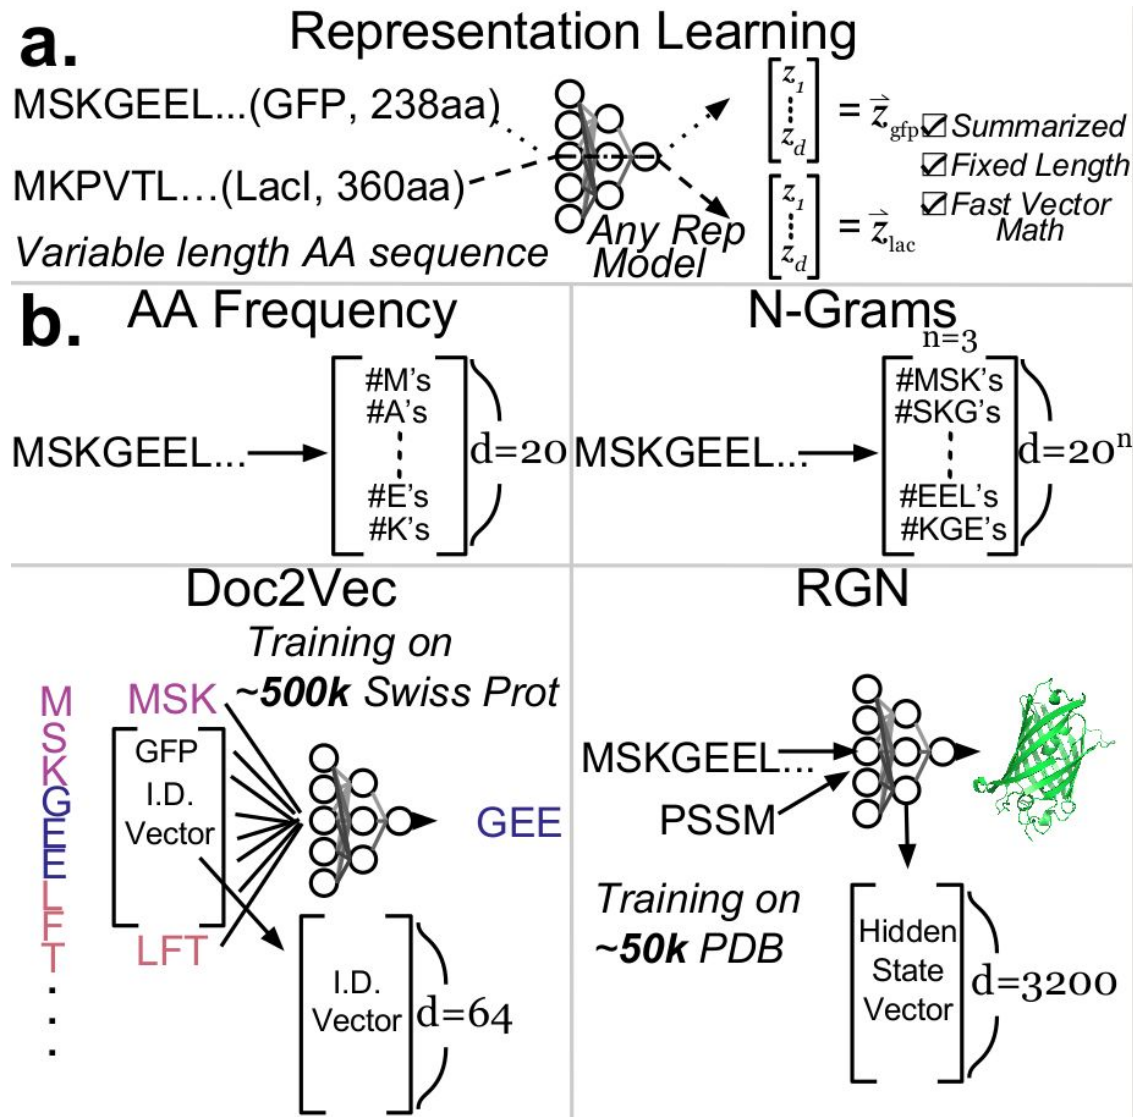 a. Representation Learning
MSKGEEL...(GFP, 238aa)
MKPVTL...(LacI, 360aa)
Variable length AA sequence
Any Rep
Model
z1
zd
= z gfp
z1
zd
= z lac
☑Summarized
☑Fixed Length
☑Fast Vector
Math
b. AA Frequency
MSKGEEL...
#M's
#A's
#E's
#K's
d=20
N-Grams
n=3
MSKGEEL...
#MSK's
#SKG's
#EEL's
#KGE's
d=20ⁿ
Doc2Vec
Training on
~500k Swiss Prot
M
S
K
G
E
E
L
F
T
.
.
.
MSK
GFP
I.D.
Vector
LFT
GEE
I.D.
Vector
d=64
RGN
MSKGEEL...
PSSM
Training on
~50k PDB
Hidden
State
Vector
d=3200